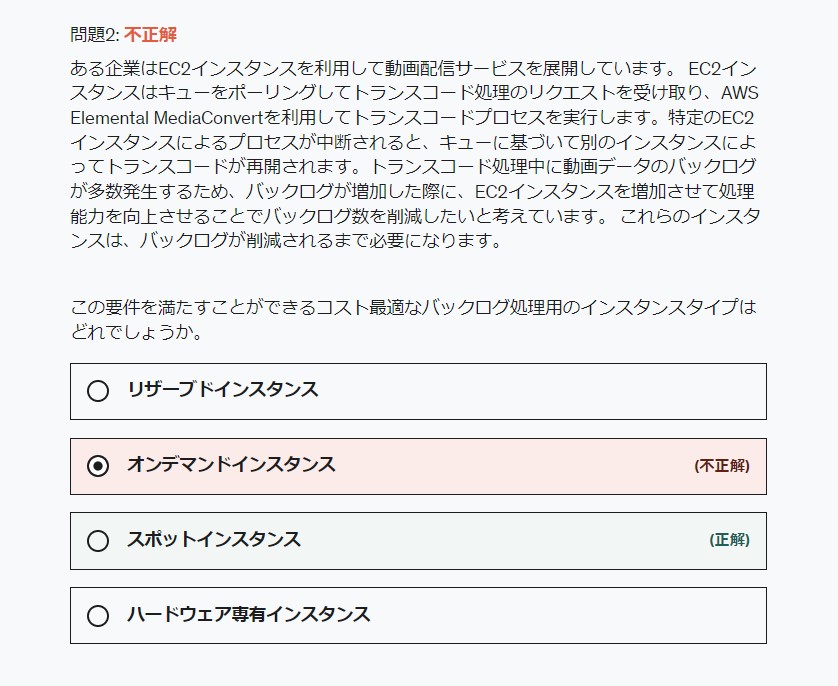 問題2: 不正解
ある企業はEC2インスタンスを利用して動画配信サービスを展開しています。 EC2イン
スタンスはキューをポーリングしてトランスコード処理のリクエストを受け取り、AWS
Elemental MediaConvertを利用してトランスコードプロセスを実行します。特定のEC2
インスタンスによるプロセスが中断されると、キューに基づいて別のインスタンスによ
ってトランスコードが再開されます。トランスコード処理中に動画データのバックログ
が多数発生するため、バックログが増加した際に、EC2インスタンスを増加させて処理
能力を向上させることでバックログ数を削減したいと考えています。 これらのインスタ
ンスは、バックログが削減されるまで必要になります。
この要件を満たすことができるコスト最適なバックログ処理用のインスタンスタイプは
どれでしょうか。
リザーブドインスタンス
オンデマンドインスタンス (不正解)
スポットインスタンス (正解)
ハードウェア専有インスタンス